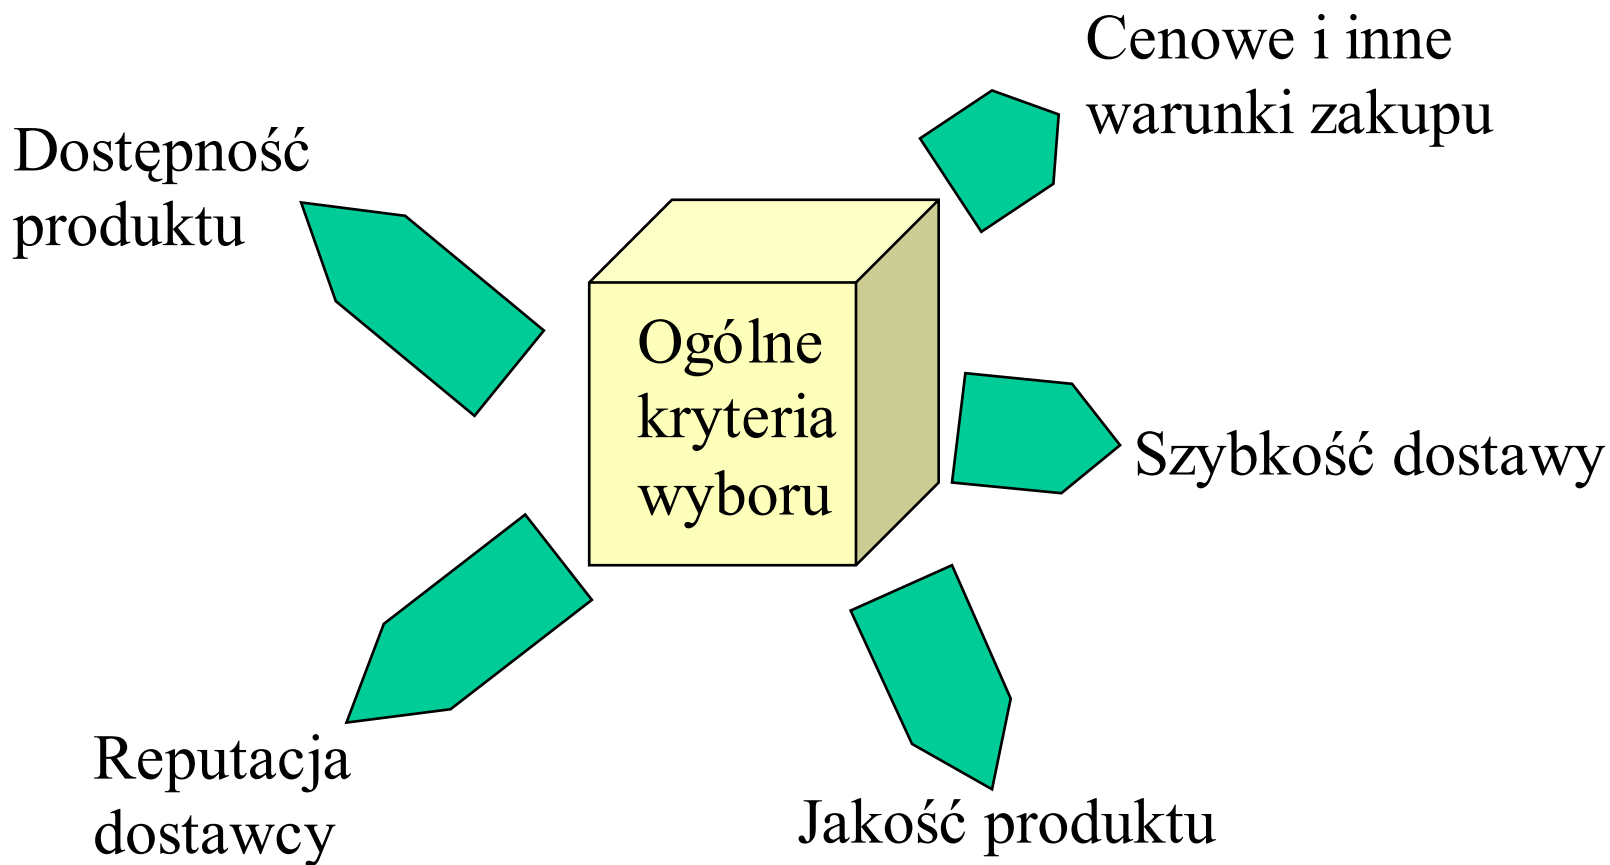 Cenowe i inne
warunki zakupu
Dostępność
produktu
Ogólne
kryteria
wyboru
Szybkość dostawy
Reputacja
dostawcy
Jakość produktu